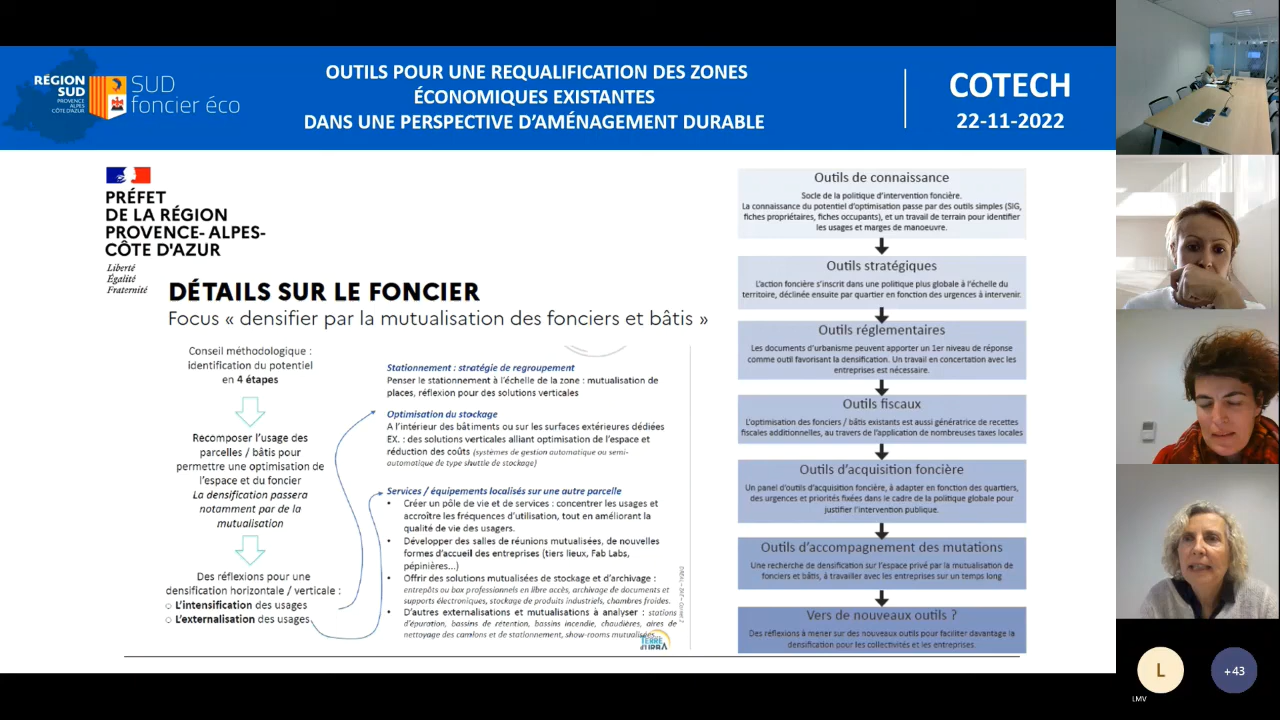 RÉGION
SUD
PROVENCE
ALPES
CÔTE D'AZUR
SUD
foncier éco
OUTILS POUR UNE REQUALIFICATION DES ZONES
ÉCONOMIQUES EXISTANTES
DANS UNE PERSPECTIVE D'AMÉNAGEMENT DURABLE
COTECH
22-11-2022
PRÉFET
DE LA RÉGION
PROVENCE- ALPES-
CÔTE D'AZUR
Liberté
Égalité
Fraternité
DÉTAILS SUR LE FONCIER
Focus « densifier par la mutualisation des fonciers et bâtis »
Conseil méthodologique :
Identification du potentiel
en 4 étapes
Recomposer l'usage des
parcelles / bâtis pour
permettre une optimisation de
l'espace et du foncier
La densification passera
notamment par de la
mutualisation
Des réflexions pour une
densification horizontale / verticale :
○ L'intensification des usages
○ L'externalisation des usages
Stationnement : stratégie de regroupement
Penser le stationnement à l'échelle de la zone : mutualisation de
places, réflexion pour des solutions verticales
Optimisation du stockage
A l'intérieur des bâtiments ou sur les surfaces extérieures dédiées
EX. : des solutions verticales alliant optimisation de l'espace et
réduction des coûts (systèmes de gestion automatique ou semi-
automatique de type shuttle de stockage)
Services / équipements localisés sur une autre parcelle
• Créer un pôle de vie et de services : concentrer les usages et
accroître les fréquences d'utilisation, tout en améliorant la
qualité de vie des usagers.
• Développer des salles de réunions mutualisées, de nouvelles
formes d'accueil des entreprises (tiers lieux, Fab Labs,
pépinières...)
• Offrir des solutions mutualisées de stockage et d'archivage :
entrepôts ou box professionnels en libre accès, archivage de documents et
supports électroniques, stockage de produits industriels, chambres froides.
• D'autres externalisations et mutualisations à analyser : stations
d'épuration, bassins de rétention, bassins incendie, chaudières, aires de
nettoyage des camions et de stationnement, show-rooms mutualisées...
TERRE
D'URBA
Outils de connaissance
Socle de la politique d'intervention foncière.
La connaissance du potentiel d'optimisation passe par des outils simples (SIG,
fiches propriétaires, fiches occupants), et un travail de terrain pour identifier
les usages et marges de manoeuvre.
Outils stratégiques
L'action foncière s'inscrit dans une politique plus globale à l'échelle du
territoire, déclinée ensuite par quartier en fonction des urgences à intervenir.
Outils réglementaires
Les documents d'urbanisme peuvent apporter un 1er niveau de réponse
comme outil favorisant la densification. Un travail en concertation avec les
entreprises est nécessaire.
Outils fiscaux
L'optimisation des fonciers / bâtis existants est aussi génératrice de recettes
fiscales additionnelles, au travers de l'application de nombreuses taxes locales
Outils d'acquisition foncière
Un panel d'outils d'acquisition foncière, à adapter en fonction des quartiers,
des urgences et priorités fixées dans le cadre de la politique globale pour
justifier l'intervention publique.
Outils d'accompagnement des mutations
Une recherche de densification sur l'espace privé par la mutualisation de
fonciers et bâtis, à travailler avec les entreprises sur un temps long
Vers de nouveaux outils ?
Des réflexions à mener sur des nouveaux outils pour faciliter davantage la
densification pour les collectivités et les entreprises.
L
LMV
+43